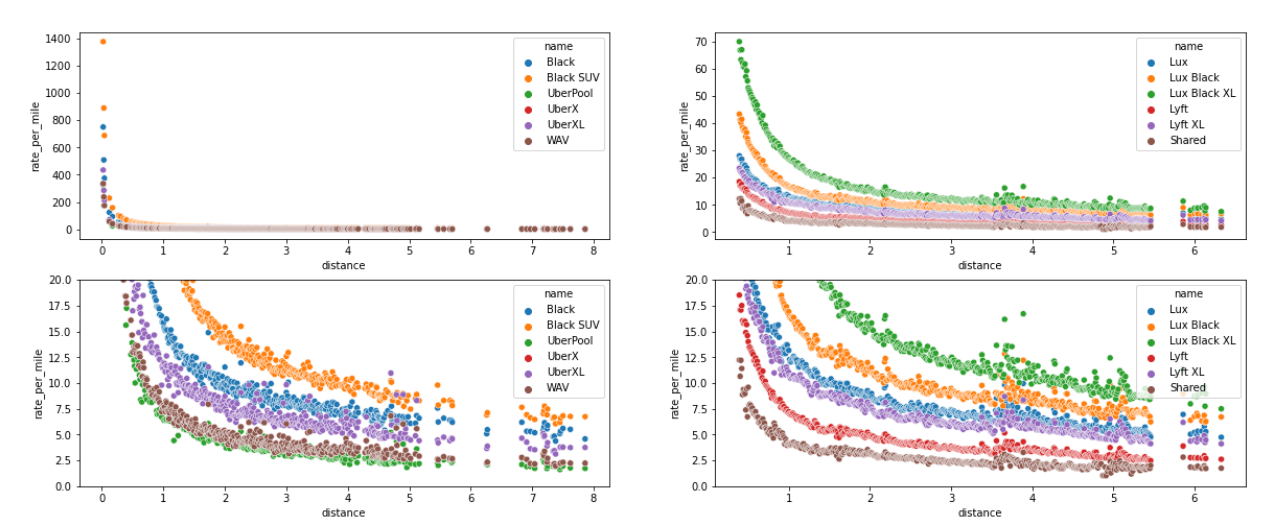 1400
1200
1000
800
600
400
200
0
rate_per_mile
0 1 2 3 4 5 6 7 8
distance
name
Black
Black SUV
UberPool
UberX
UberXL
WAV
70
60
50
40
30
20
10
0
rate_per_mile
1 2 3 4 5 6
distance
name
Lux
Lux Black
Lux Black XL
Lyft
Lyft XL
Shared
20.0
17.5
15.0
12.5
10.0
7.5
5.0
2.5
0.0
rate_per_mile
0 1 2 3 4 5 6 7 8
distance
name
Black
Black SUV
UberPool
UberX
UberXL
WAV
20.0
17.5
15.0
12.5
10.0
7.5
5.0
2.5
0.0
rate_per_mile
1 2 3 4 5 6
distance
name
Lux
Lux Black
Lux Black XL
Lyft
Lyft XL
Shared